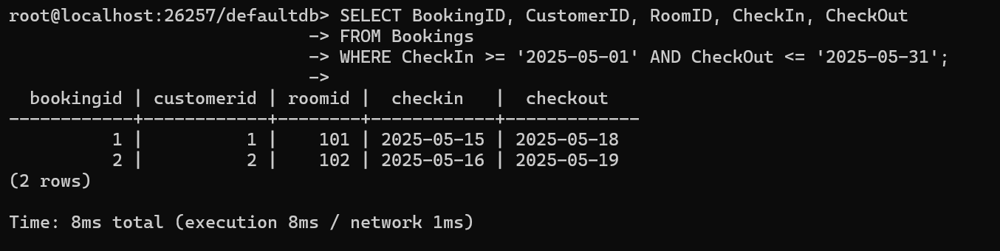 root@localhost:26257/defaultdb> SELECT BookingID, CustomerID, RoomID, CheckIn, CheckOut
                             -> FROM Bookings
                             -> WHERE CheckIn >= '2025-05-01' AND CheckOut <= '2025-05-31';
                             ->
  bookingid | customerid | roomid |  checkin   |  checkout
------------+------------+--------+------------+-------------
          1 |          1 |    101 | 2025-05-15 | 2025-05-18
          2 |          2 |    102 | 2025-05-16 | 2025-05-19
(2 rows)

Time: 8ms total (execution 8ms / network 1ms)